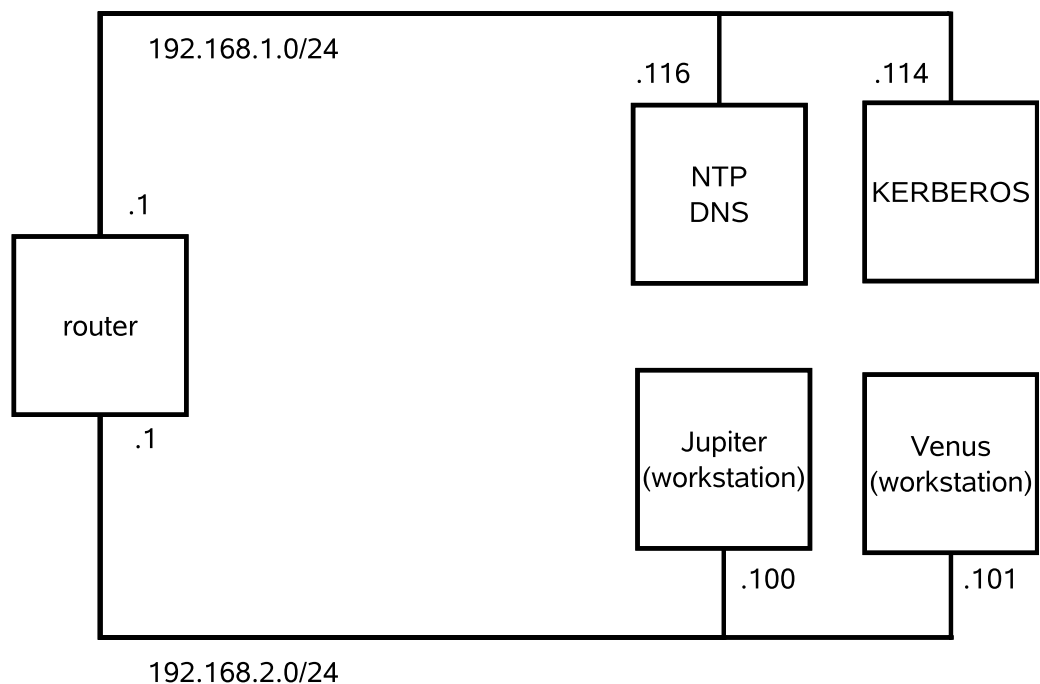 192.168.1.0/24
.116
.114
NTP
DNS
KERBEROS
.1
router
.1
Jupiter
(workstation)
Venus
(workstation)
.100
.101
192.168.2.0/24